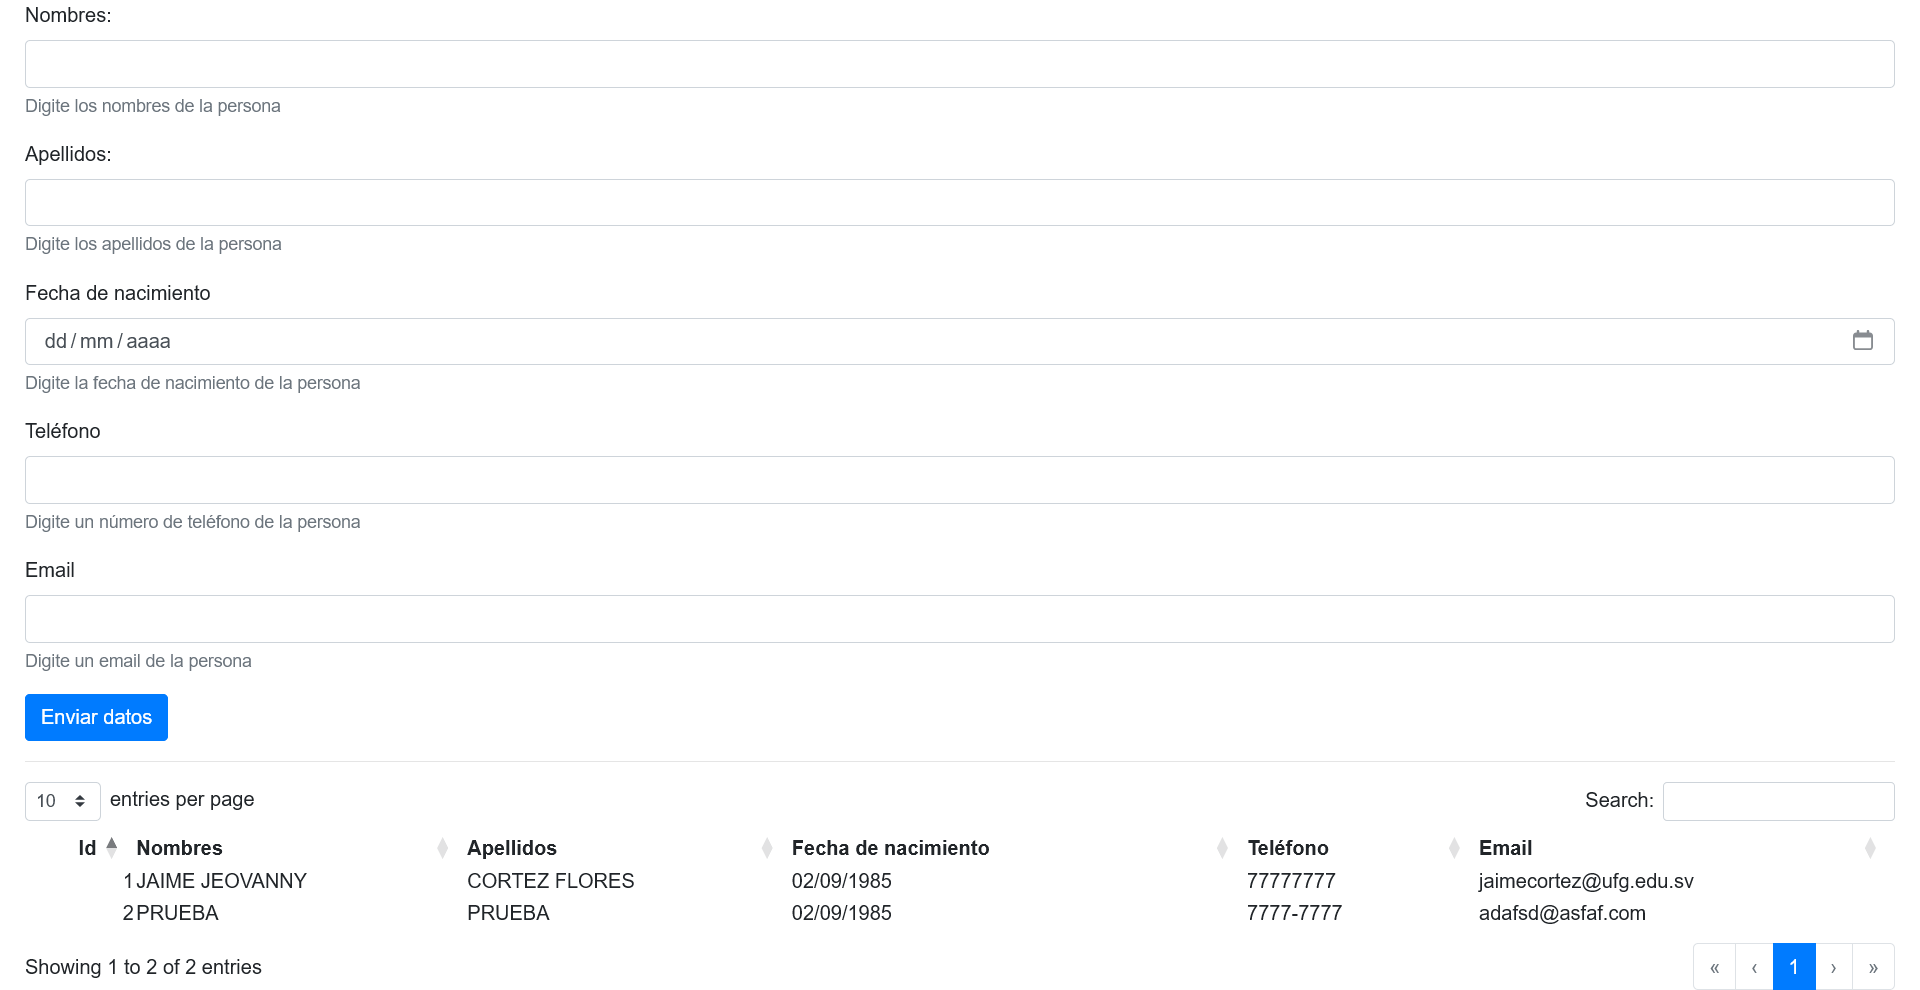 Nombres:
Digite los nombres de la persona
Apellidos:
Digite los apellidos de la persona
Fecha de nacimiento
dd/mm/aaaa
Digite la fecha de nacimiento de la persona
Teléfono
Digite un número de teléfono de la persona
Email
Digite un email de la persona
Enviar datos
10 entries per page Search:
Id Nombres Apellidos Fecha de nacimiento Teléfono Email
1 JAIME JEOVANNY CORTEZ FLORES 02/09/1985 77777777 jaimecortez@ufg.edu.sv
2 PRUEBA PRUEBA 02/09/1985 7777-7777 adafsd@asfaf.com
Showing 1 to 2 of 2 entries « ‹ 1 › »